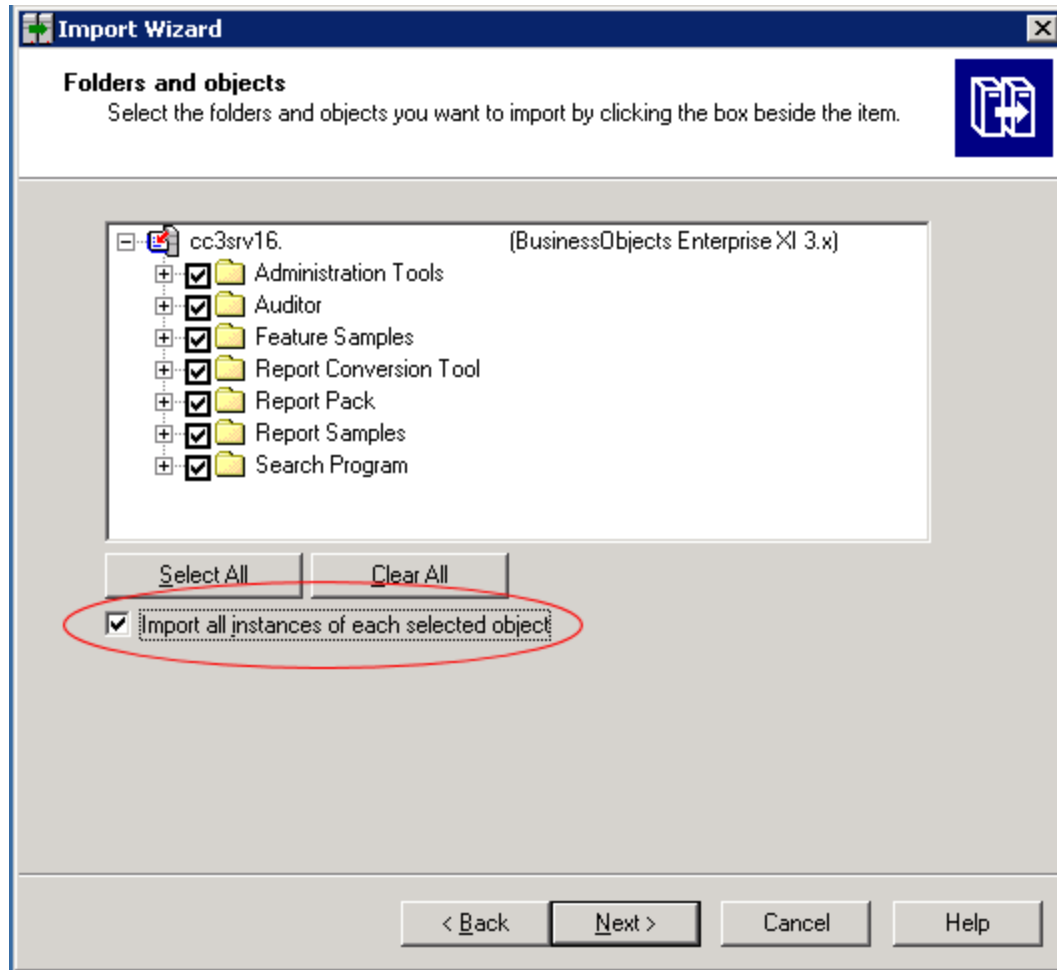 Import Wizard
Folders and objects
Select the folders and objects you want to import by clicking the box beside the item.
cc3srv16. (BusinessObjects Enterprise XI 3.x)
Administration Tools
Auditor
Feature Samples
Report Conversion Tool
Report Pack
Report Samples
Search Program
Select All Clear All
Import all instances of each selected object
< Back Next > Cancel Help